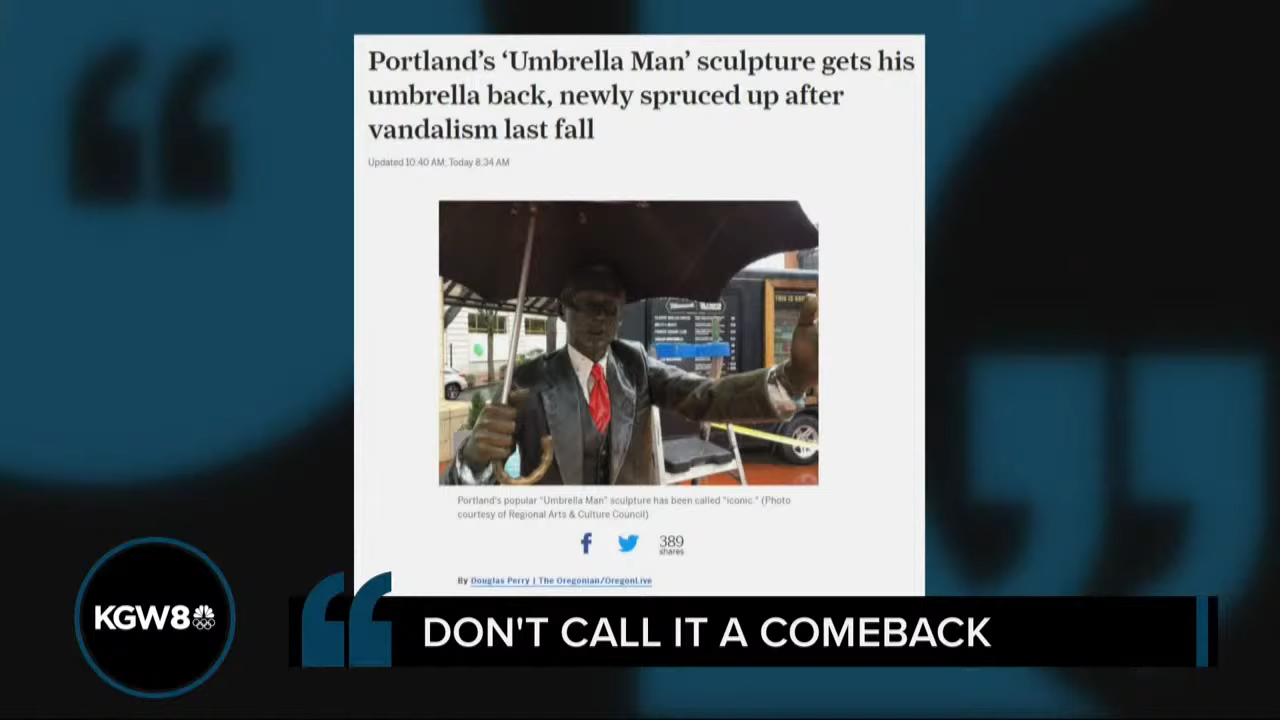 Portland's ‘Umbrella Man’ sculpture gets his
umbrella back, newly spruced up after
vandalism last fall
Updated 10:40 AM; Today 8:34 AM
THIS IS
Portland's popular "Umbrella Man" sculpture has been called "iconic." (Photo
courtesy of Regional Arts & Culture Council)
389
shares
By Douglas Perry | The Oregonian/OregonLive
KGW8
DON'T CALL IT A COMEBACK